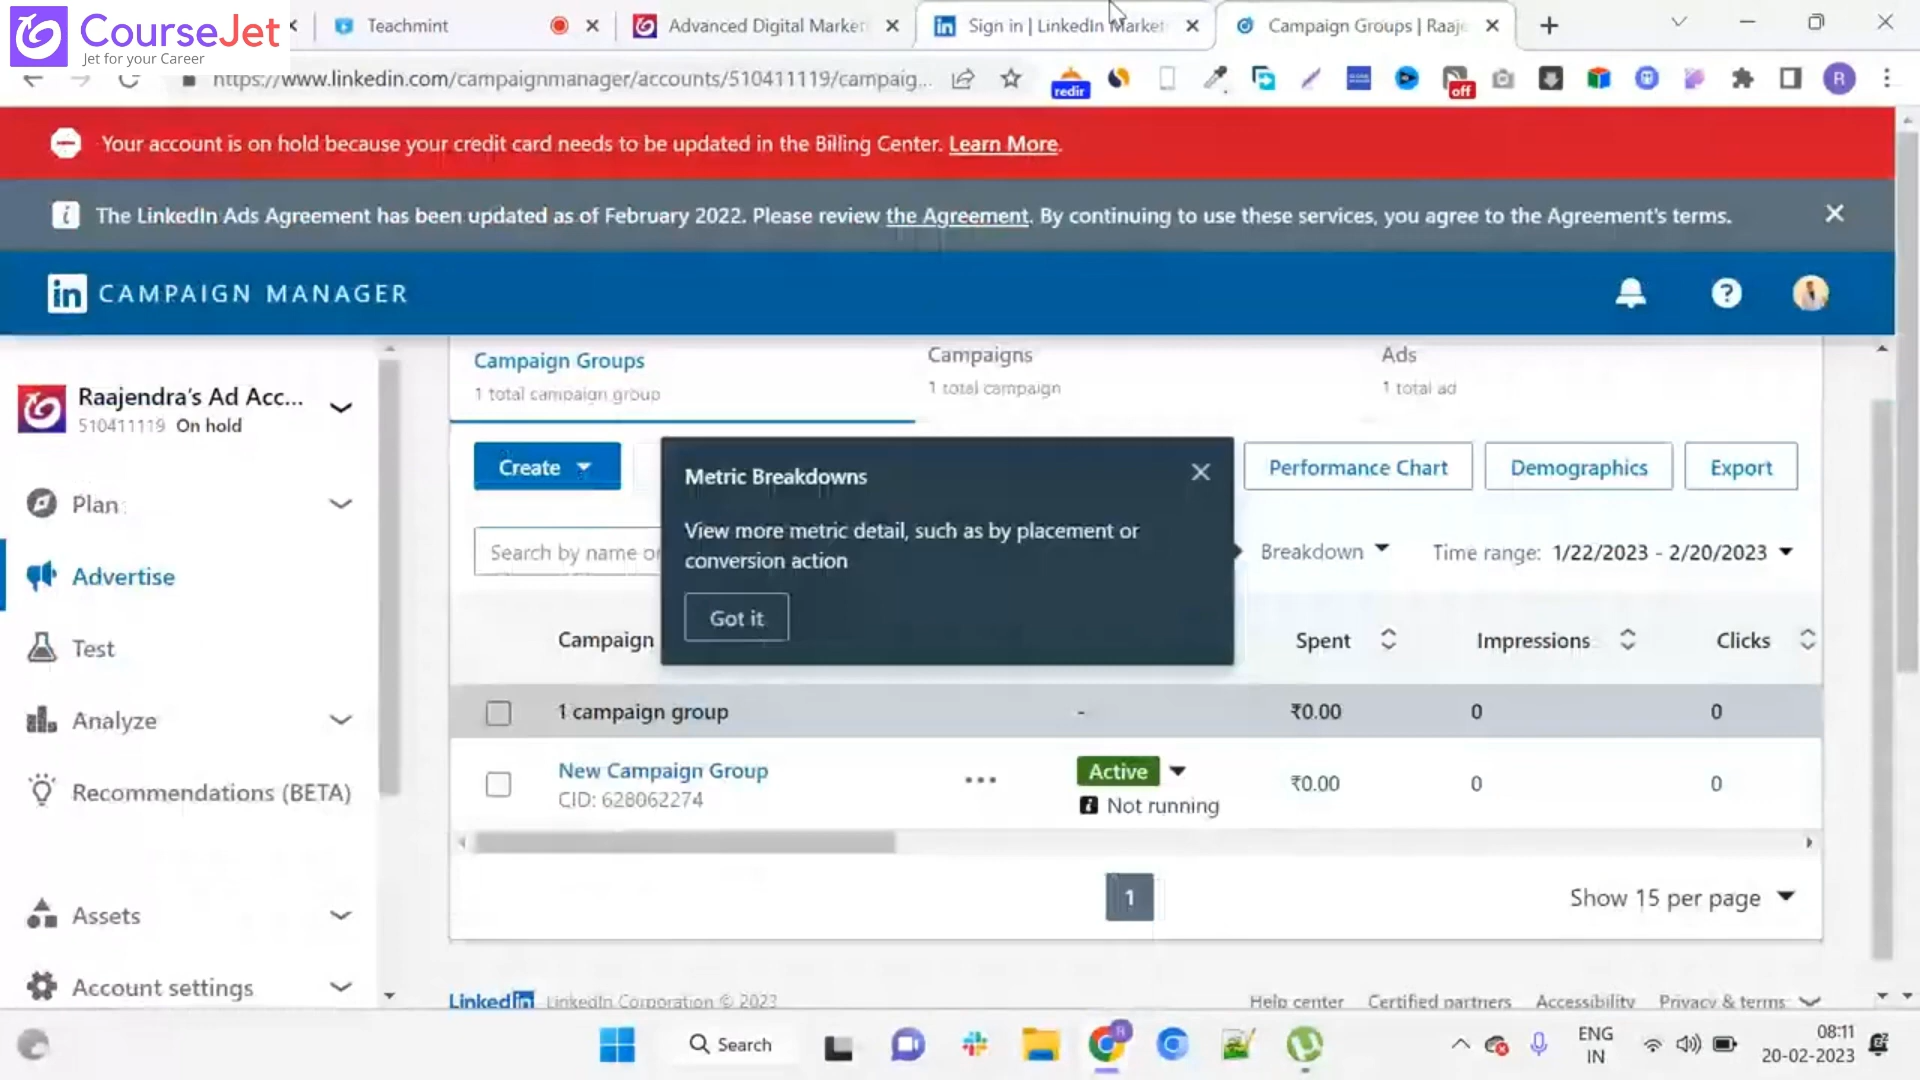 CourseJet
Jet for your Career
Teachmint
Advanced Digital Market
Sign in | LinkedIn Market
Campaign Groups | Raaje
https://www.linkedin.com/campaignmanager/accounts/510411119/campaig...
redir
off
R
Your account is on hold because your credit card needs to be updated in the Billing Center. Learn More.
The LinkedIn Ads Agreement has been updated as of February 2022. Please review the Agreement. By continuing to use these services, you agree to the Agreement's terms.
in CAMPAIGN MANAGER
Raajendra's Ad Acc...
510411119 On hold
Plan
Advertise
Test
Analyze
Recommendations (BETA)
Assets
Account settings
Campaign Groups
1 total campaign group
Campaigns
1 total campaign
Ads
1 total ad
Create
Performance Chart
Demographics
Export
Metric Breakdowns
View more metric detail, such as by placement or
conversion action
Got it
Search by name or
Breakdown
Time range: 1/22/2023 - 2/20/2023
Campaign
Spent
Impressions
Clicks
1 campaign group
-
₹0.00
0
0
New Campaign Group
CID: 628062274
Active
Not running
₹0.00
0
0
1
Show 15 per page
LinkedIn LinkedIn Corporation © 2023
Help center
Certified partners
Accessibility
Privacy & terms
Search
R
ENG
IN
08:11
20-02-2023